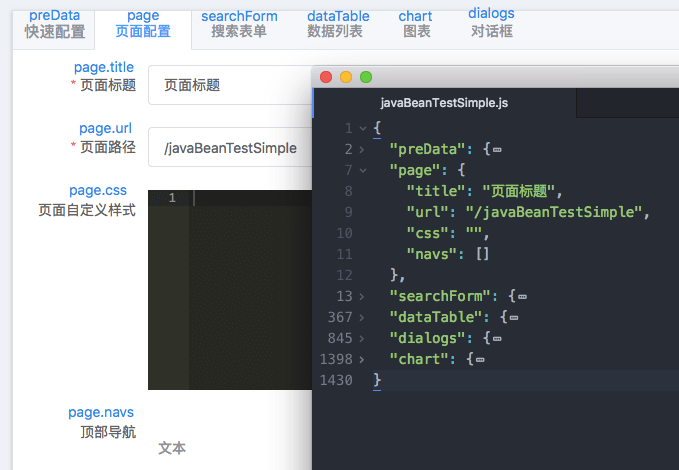 preData page searchForm dataTable chart dialogs
快速配置 页面配置 搜索表单 数据列表 图表 对话框
page.title
* 页面标题 页面标题
page.url
* 页面路径 /javaBeanTestSimple
page.css
页面自定义样式
1
page.navs
顶部导航
文本
javaBeanTestSimple.js
1 {
2 "preData": {
7 "page": {
8 "title": "页面标题",
9 "url": "/javaBeanTestSimple",
10 "css": "",
11 "navs": []
12 },
13 "searchForm": {
367 "dataTable": {
845 "dialogs": {
1398 "chart": {
1430 }